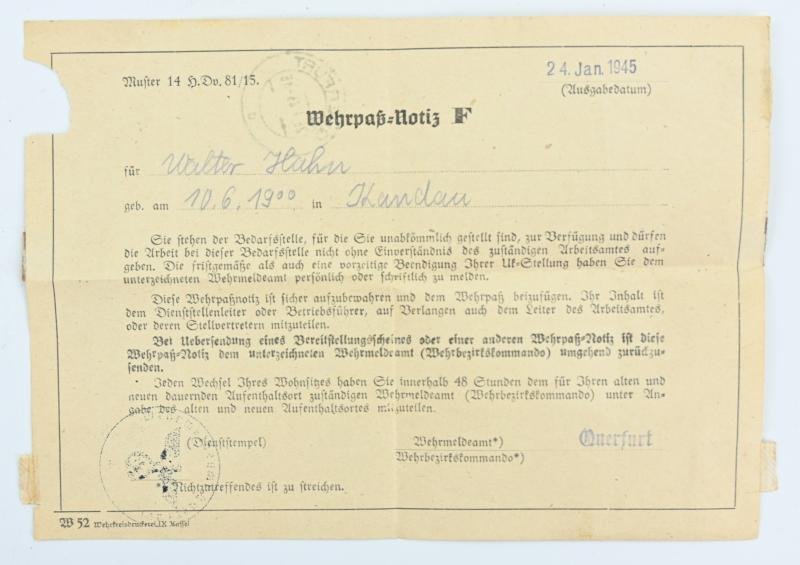 24. Jan. 1945
Muster 14 H.Dv. 81/15.
(Ausgabedatum)
Wehrpaß-Notiz F
für Walter Hahn
geb. am 10.6.1900 in Kandau
Sie stehen der Bedarfsstelle, für die Sie unabkömmlich gestellt sind, zur Verfügung und dürfen
die Arbeit bei dieser Bedarfsstelle nicht ohne Einverständnis des zuständigen Arbeitsamtes auf-
geben. Die fristgemäße als auch eine vorzeitige Beendigung Ihrer Uk-Stellung haben Sie dem
unterzeichneten Wehrmeldeamt persönlich oder schriftlich zu melden.
Diese Wehrpaßnotiz ist sicher aufzubewahren und dem Wehrpaß beizufügen. Ihr Inhalt ist
dem Dienststellenleiter oder Betriebsführer, auf Verlangen auch dem Leiter des Arbeitsamtes,
oder deren Stellvertretern mitzuteilen.
Bei Uebersendung eines Bereitstellungsscheines oder einer anderen Wehrpaß-Notiz ist diese
Wehrpaß-Notiz dem unterzeichneten Wehrmeldeamt (Wehrbezirkskommando) umgehend zurückzu-
senden.
Jeden Wechsel Ihres Wohnsitzes haben Sie innerhalb 48 Stunden dem für Ihren alten und
neuen dauernden Aufenthaltsort zuständigen Wehrmeldeamt (Wehrbezirkskommando) unter An-
gabe des alten und neuen Aufenthaltsortes mitzuteilen.
(Dienststempel)
Wehrmeldeamt*) Querfurt
Wehrbezirkskommando*)
Nichtzutreffendes ist zu streichen.
W 52 Wehrkreisdruckerei IX Kassel